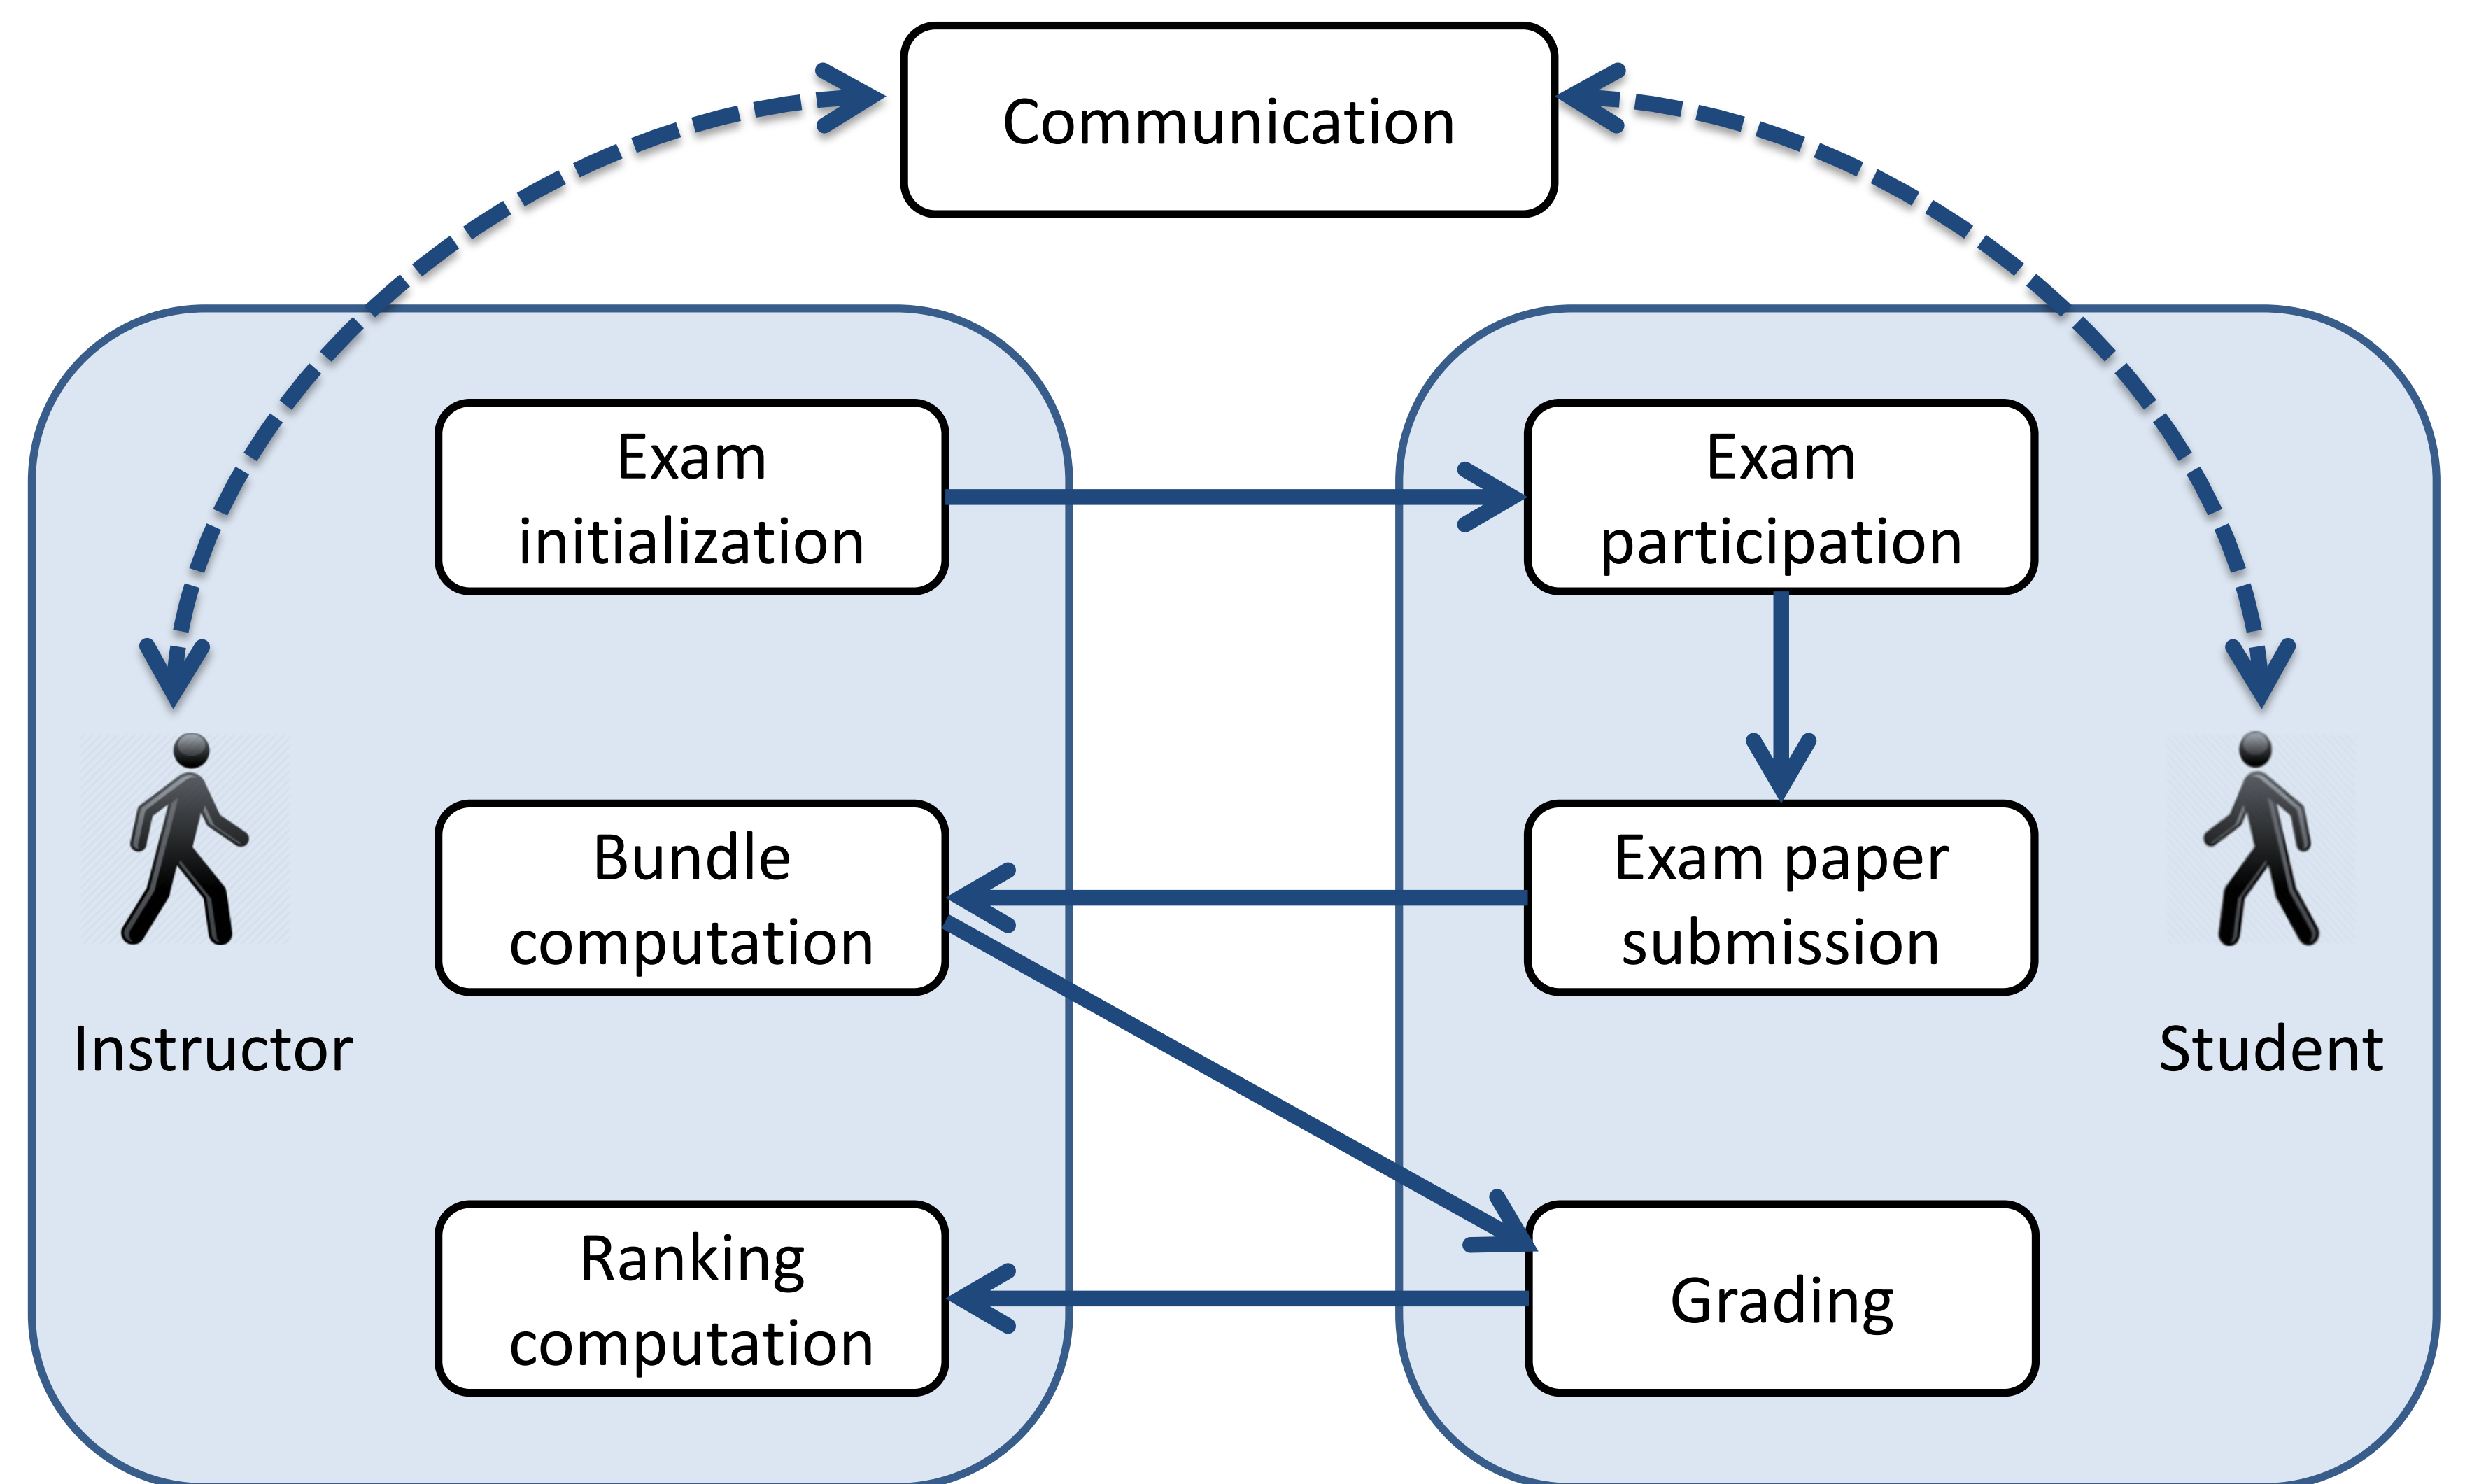 Communication
Exam
initialization
Exam
participation
Bundle
computation
Exam paper
submission
Instructor
Student
Ranking
computation
Grading